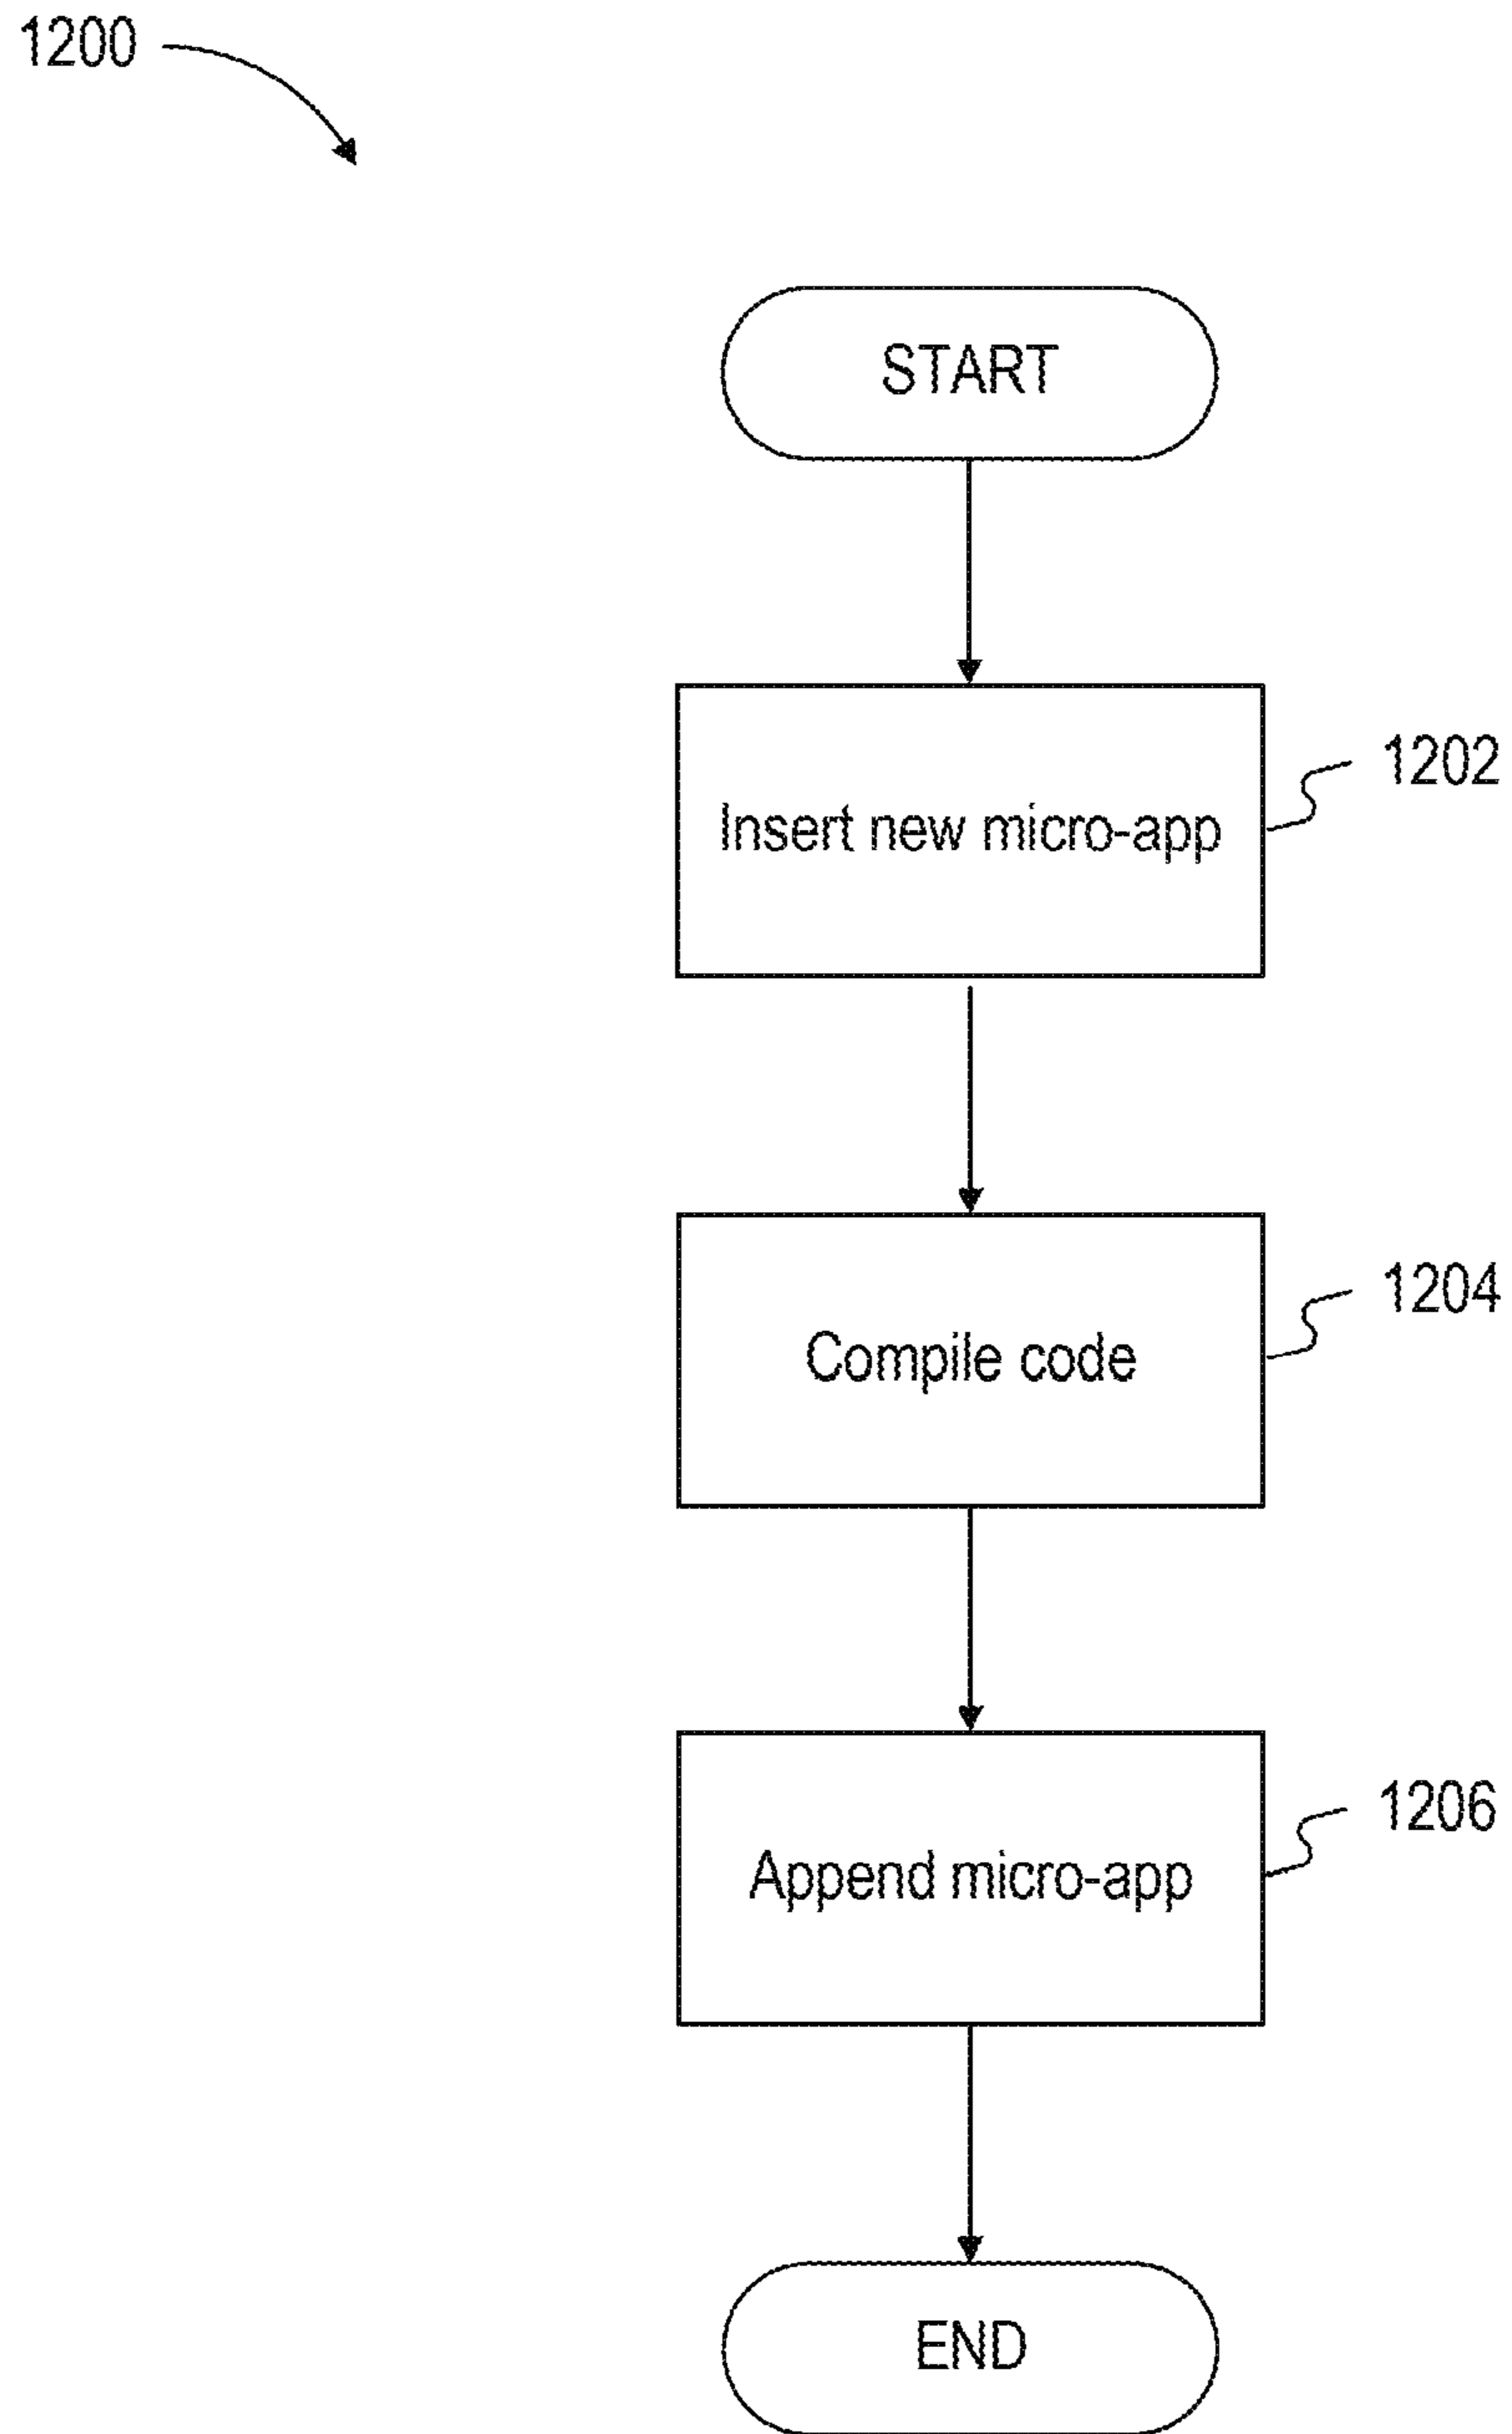 1200
START
Insert new micro-app
1202
Compile code
1204
Append micro-app
1206
END